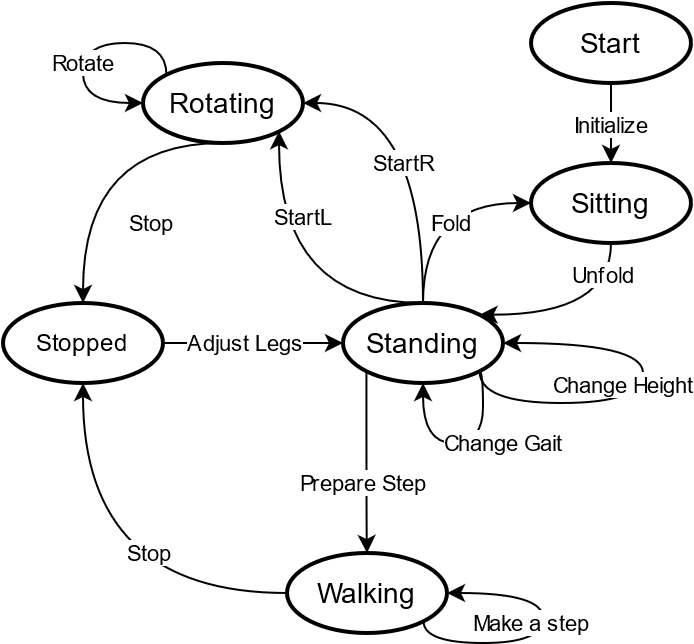 Start
Rotate
Rotating
Initialize
StartR
Sitting
StartL
Stop
Fold
Unfold
Stopped
Adjust Legs
Standing
Change Height
Change Gait
Prepare Step
Stop
Walking
Make a step